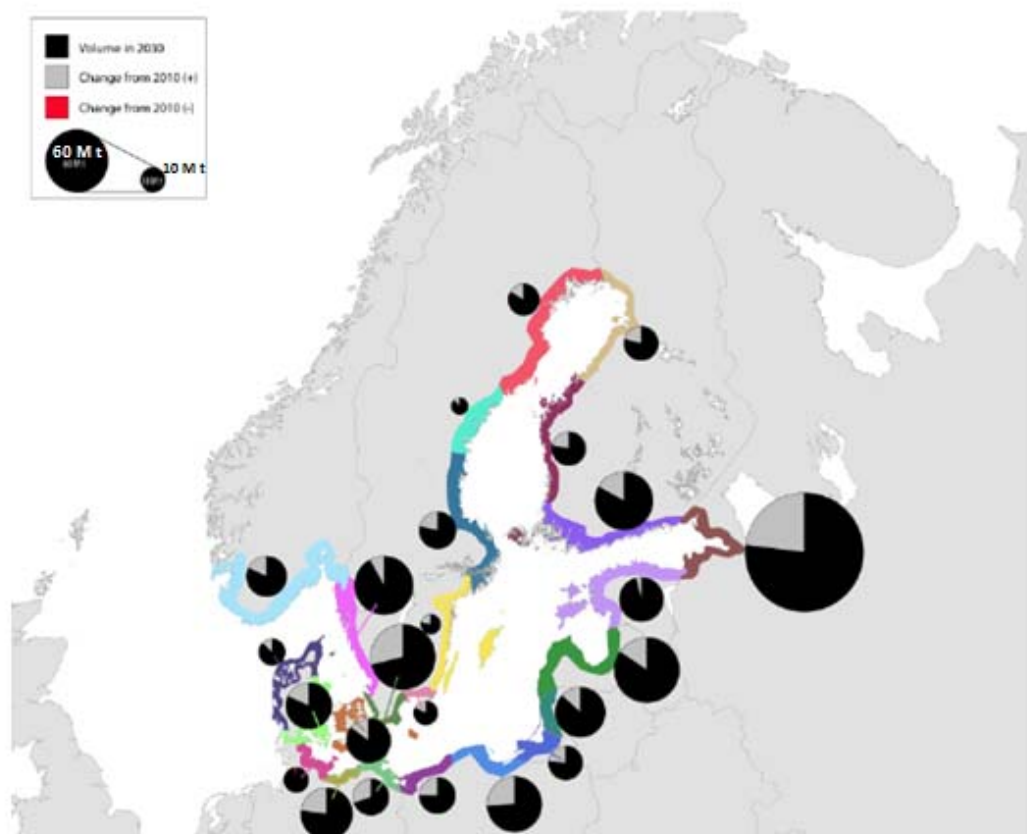 Volume in 2030
Change from 2010 (+)
Change from 2010 (-)
60 M t
10 M t